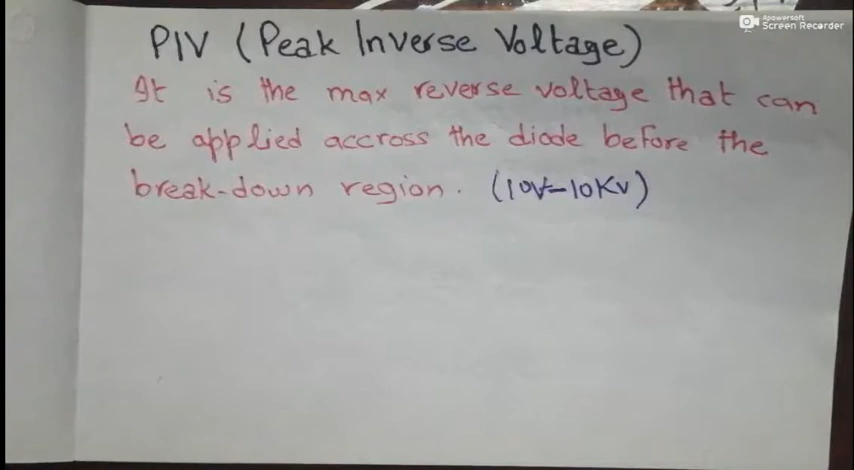 Apowersoft
Screen Recorder
PIV (Peak Inverse Voltage)
It is the max reverse voltage that can
be applied accross the diode before the
break-down region. (10V-10KV)